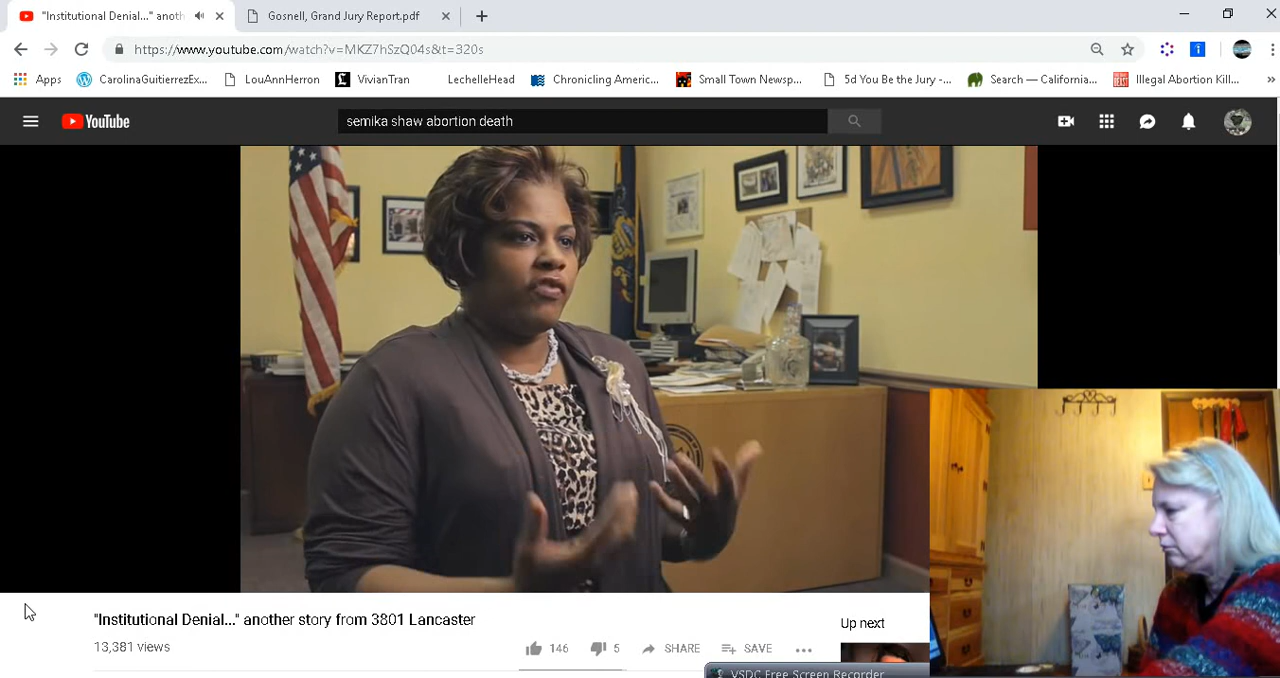 "Institutional Denial..." anoth
Gosnell, Grand Jury Report.pdf
https://www.youtube.com/watch?v=MKZ7hSzQ04s&t=320s
Apps
CarolinaGuitierrezEx...
LouAnnHerron
VivianTran
LechelleHead
Chronicling Americ...
Small Town Newsp...
5d You Be the Jury -...
Search — California...
Illegal Abortion Kill...
YouTube
semika shaw abortion death
"Institutional Denial..." another story from 3801 Lancaster
13,381 views
146
5
SHARE
SAVE
Up next
VSDC Free Screen Recorder